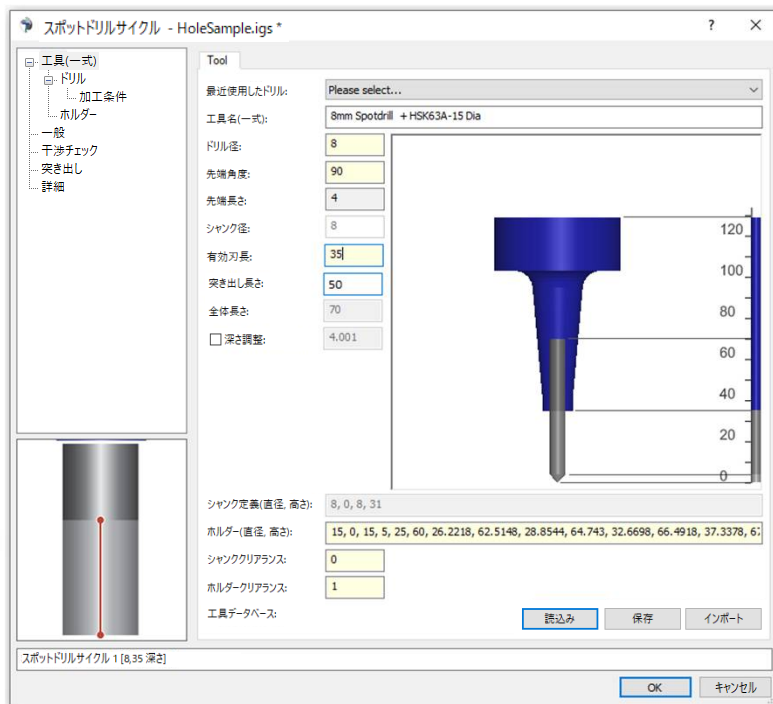 スポットドリルサイクル - HoleSample.igs *
?
工具(一式)
ドリル
加工条件
ホルダー
一般
干渉チェック
突き出し
詳細
Tool
最近使用したドリル:
Please select...
工具名(一式):
8mm Spotdrill + HSK63A-15 Dia
ドリル径:
8
先端角度:
90
先端長さ:
4
シャンク径:
8
有効刃長:
35
突き出し長さ:
50
全体長さ:
70
深さ調整:
4.001
120
100
80
60
40
20
0
シャンク定義(直径, 高さ):
8, 0, 8, 31
ホルダー(直径, 高さ):
15, 0, 15, 5, 25, 60, 26.2218, 62.5148, 28.8544, 64.743, 32.6698, 66.4918, 37.3378,
シャンククリアランス:
0
ホルダークリアランス:
1
工具データベース:
読込み
保存
インポート
スポットドリルサイクル 1 [8,35 深さ]
OK
キャンセル